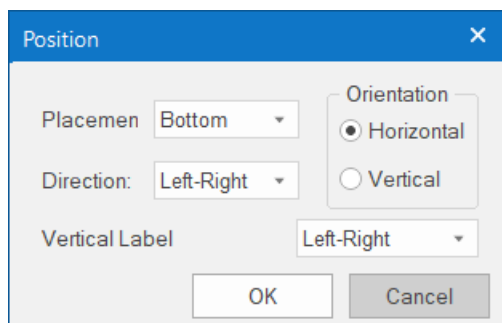 Position
Placemen Bottom
Orientation
Horizontal
Direction: Left-Right
Vertical
Vertical Label Left-Right
OK Cancel